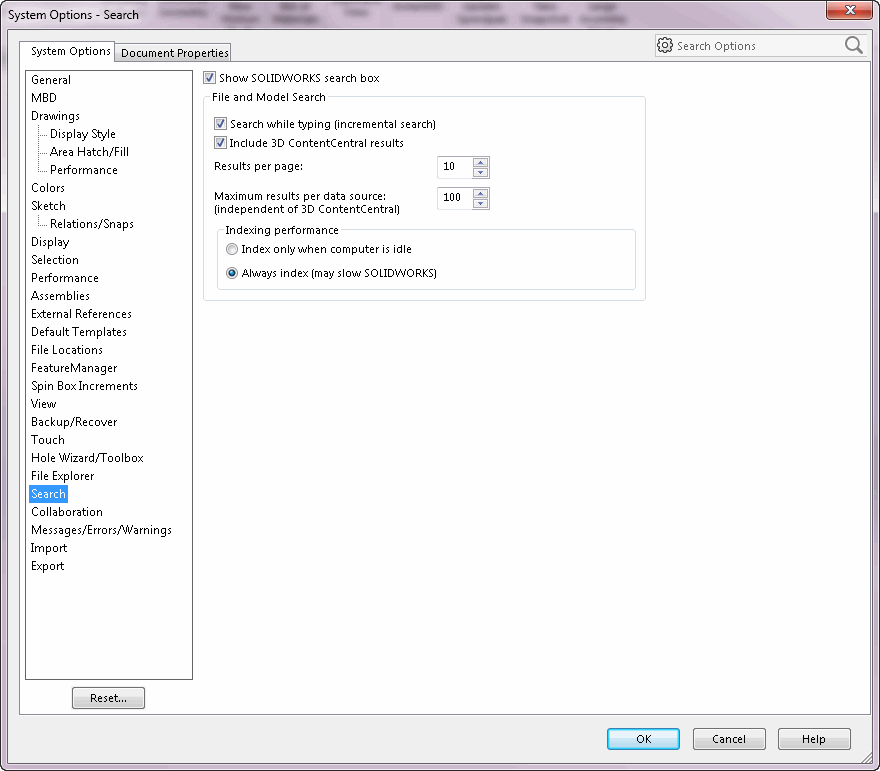 System Options - Search
System Options
Document Properties
Search Options
General
MBD
Drawings
Display Style
Area Hatch/Fill
Performance
Colors
Sketch
Relations/Snaps
Display
Selection
Performance
Assemblies
External References
Default Templates
File Locations
FeatureManager
Spin Box Increments
View
Backup/Recover
Touch
Hole Wizard/Toolbox
File Explorer
Search
Collaboration
Messages/Errors/Warnings
Import
Export
Reset...
Show SOLIDWORKS search box
File and Model Search
Search while typing (incremental search)
Include 3D ContentCentral results
Results per page: 10
Maximum results per data source: 100
(independent of 3D ContentCentral)
Indexing performance
Index only when computer is idle
Always index (may slow SOLIDWORKS)
OK
Cancel
Help